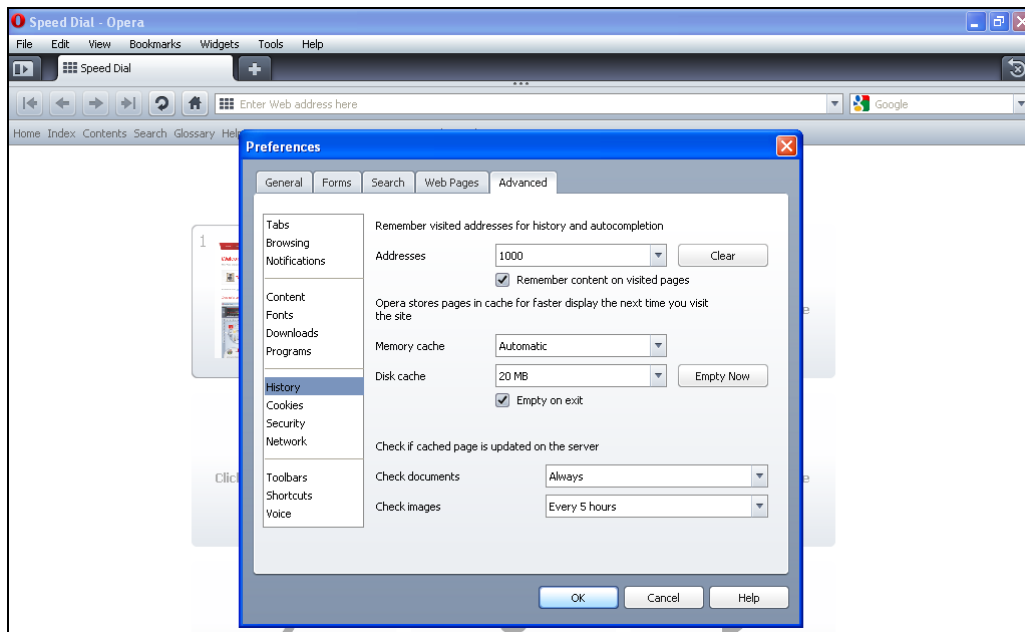 Speed Dial - Opera
File Edit View Bookmarks Widgets Tools Help
Speed Dial
Enter Web address here
Google
Home Index Contents Search Glossary
Preferences
General Forms Search Web Pages Advanced
Tabs
Browsing
Notifications
Content
Fonts
Downloads
Programs
History
Cookies
Security
Network
Toolbars
Shortcuts
Voice
Remember visited addresses for history and autocompletion
Addresses 1000 Clear
Remember content on visited pages
Opera stores pages in cache for faster display the next time you visit
the site
Memory cache Automatic
Disk cache 20 MB Empty Now
Empty on exit
Check if cached page is updated on the server
Check documents Always
Check images Every 5 hours
OK Cancel Help
1